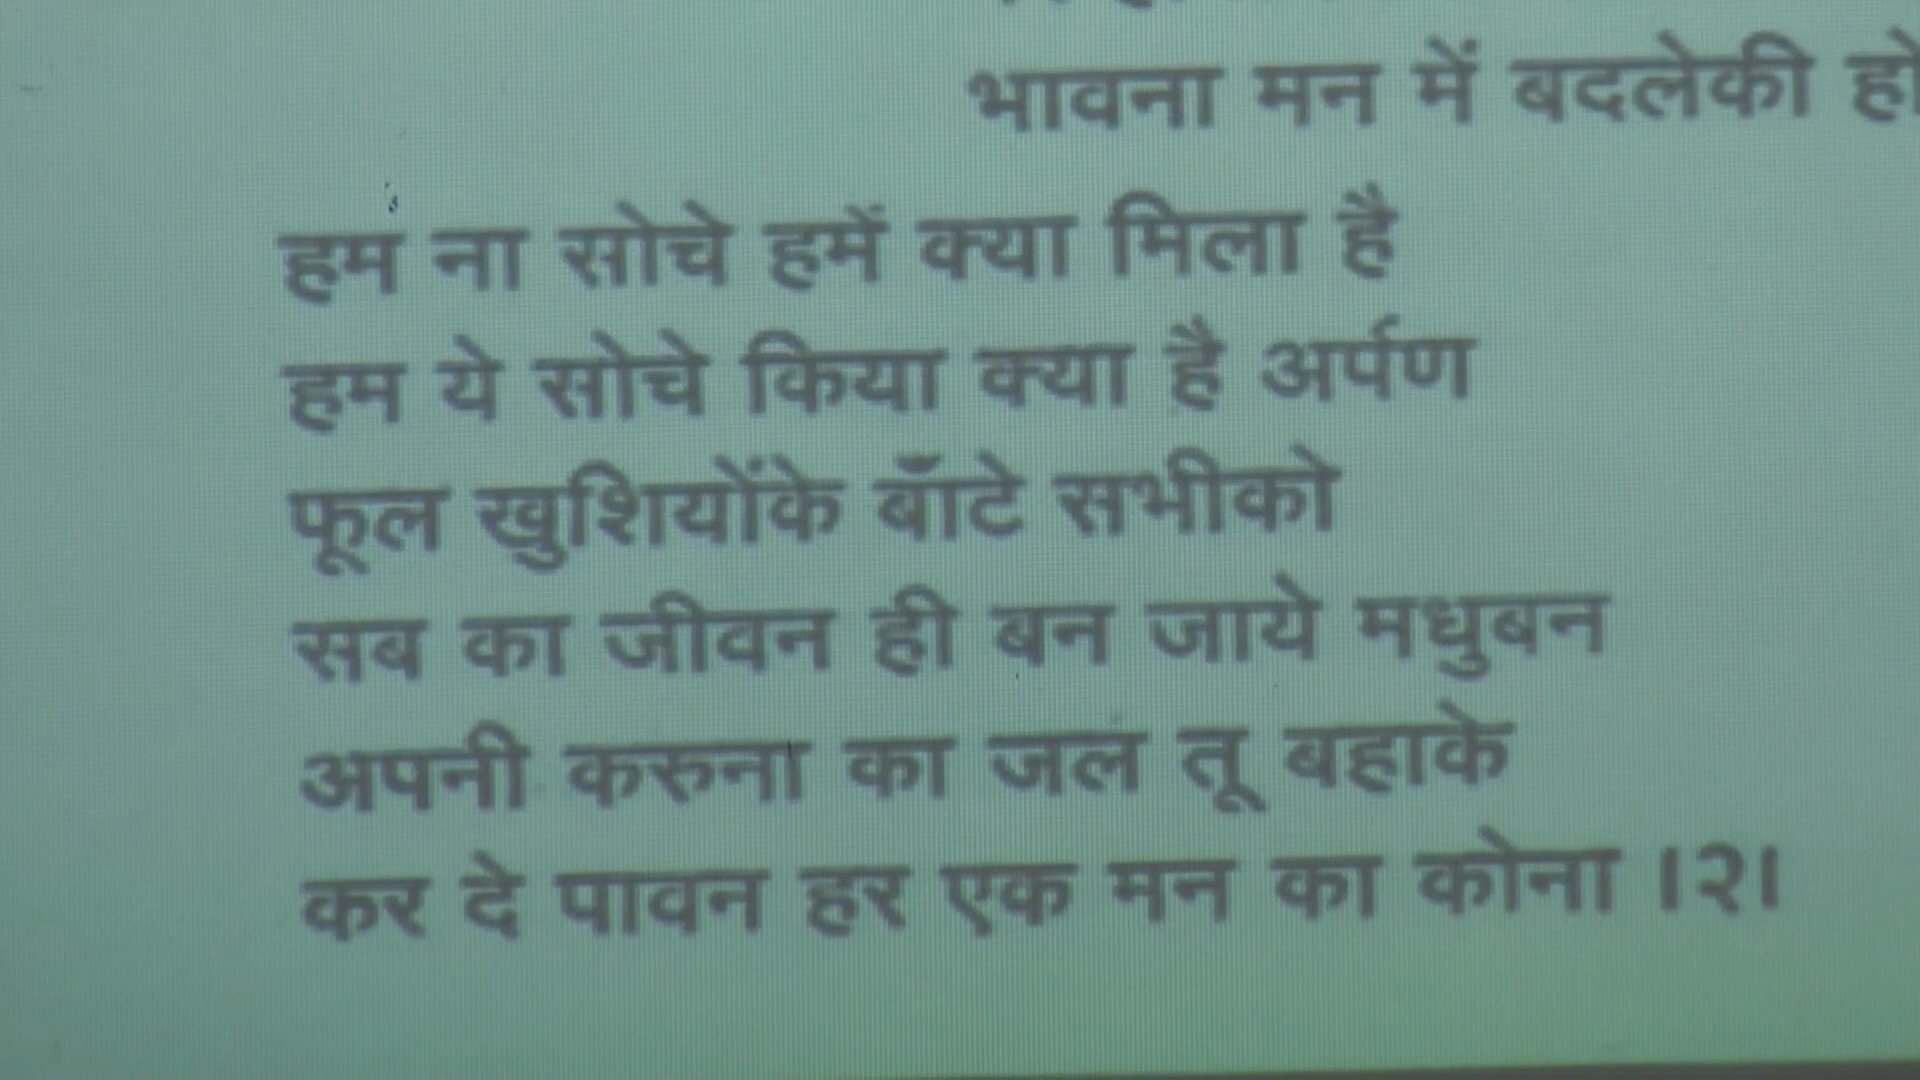 भावना मन में बदलेकी हो
हम ना सोचे हमें क्या मिला है
हम ये सोचे किया क्या है अर्पण
फूल खुशियोंके बाँटे सभीको
सब का जीवन ही बन जाये मधुबन
अपनी करुना का जल तू बहाके
कर दे पावन हर एक मन का कोना ।२।